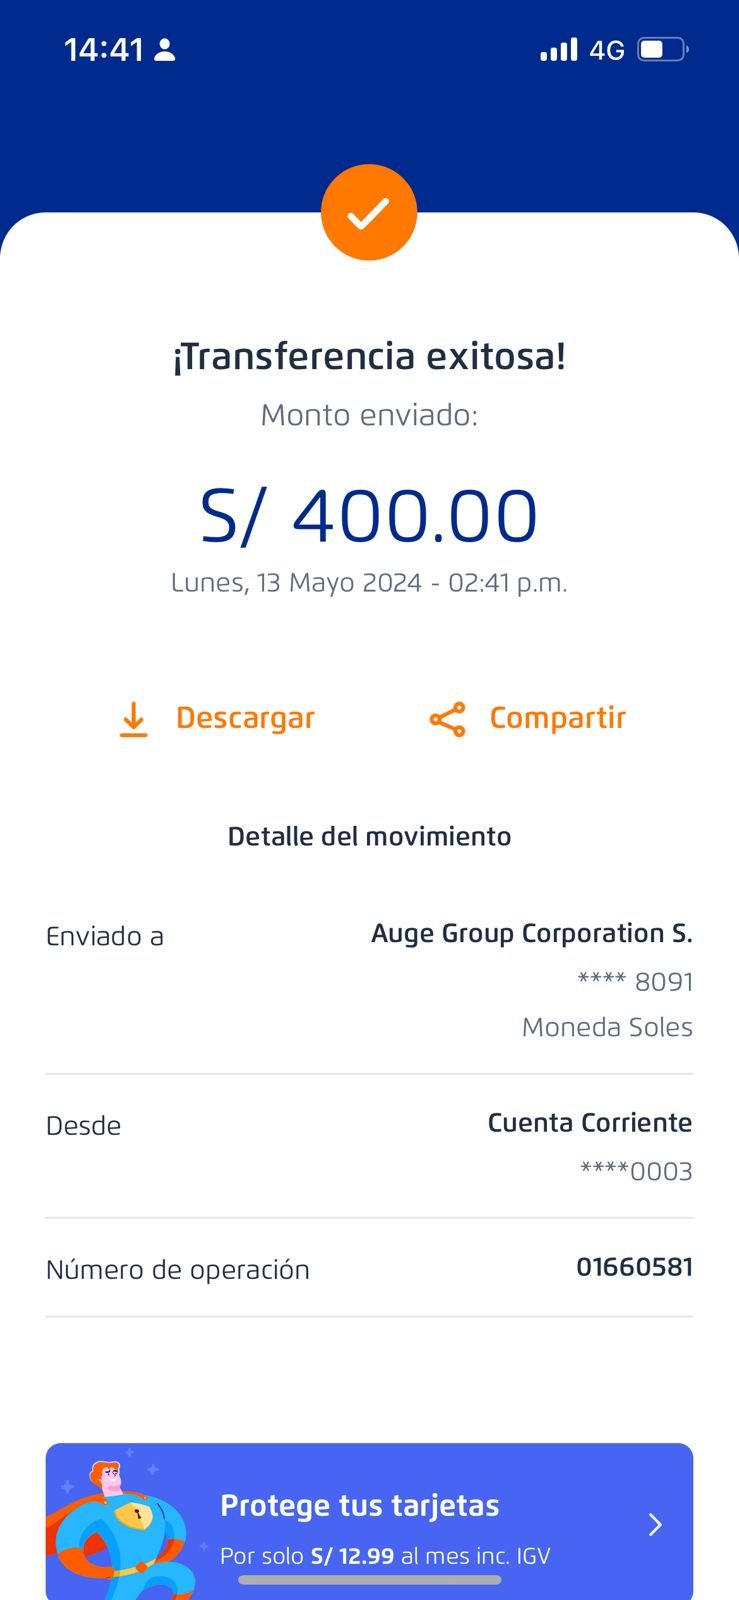 14:41 4G
¡Transferencia exitosa!
Monto enviado:
S/ 400.00
Lunes, 13 Mayo 2024 - 02:41 p.m.
Descargar Compartir
Detalle del movimiento
Enviado a Auge Group Corporation S.
**** 8091
Moneda Soles
Desde Cuenta Corriente
****0003
Número de operación 01660581
Protege tus tarjetas
Por solo S/ 12.99 al mes inc. IGV